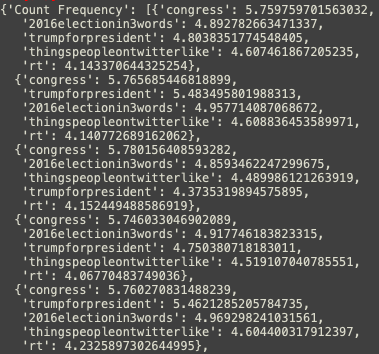 {'Count Frequency': [{'congress': 5.759759701563032,
'2016electionin3words': 4.892782663471337,
'trumpforpresident': 4.8038351774548405,
'thingspeopleontwitterlike': 4.607461867205235,
'rt': 4.143370644325254},
{'congress': 5.765685446818899,
'trumpforpresident': 5.483495801988313,
'2016electionin3words': 4.957714087068672,
'thingspeopleontwitterlike': 4.608836453589971,
'rt': 4.140772689162062},
{'congress': 5.780156408593282,
'2016electionin3words': 4.8593462247299675,
'thingspeopleontwitterlike': 4.489986121263919,
'trumpforpresident': 4.3735319894575895,
'rt': 4.152449488586919},
{'congress': 5.746033046902089,
'2016electionin3words': 4.917746183823315,
'trumpforpresident': 4.750380718183011,
'thingspeopleontwitterlike': 4.519107040785551,
'rt': 4.06770483749036},
{'congress': 5.760270831488239,
'trumpforpresident': 5.4621285205784735,
'2016electionin3words': 4.969298241031561,
'thingspeopleontwitterlike': 4.604400317912397,
'rt': 4.2325897302644995},